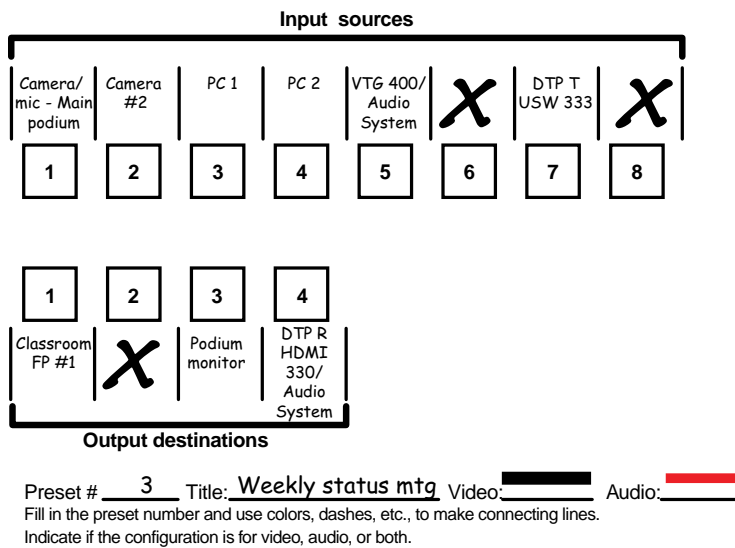 Input sources
Camera/
mic - Main
podium
Camera
#2
PC 1
PC 2
VTG 400/
Audio
System
X
DTP T
USW 333
X
1 2 3 4 5 6 7 8
1 2 3 4
Classroom
FP #1
X
Podium
monitor
DTP R
HDMI
330/
Audio
System
Output destinations
Preset # 3 Title: Weekly status mtg Video: Audio:
Fill in the preset number and use colors, dashes, etc., to make connecting lines.
Indicate if the configuration is for video, audio, or both.